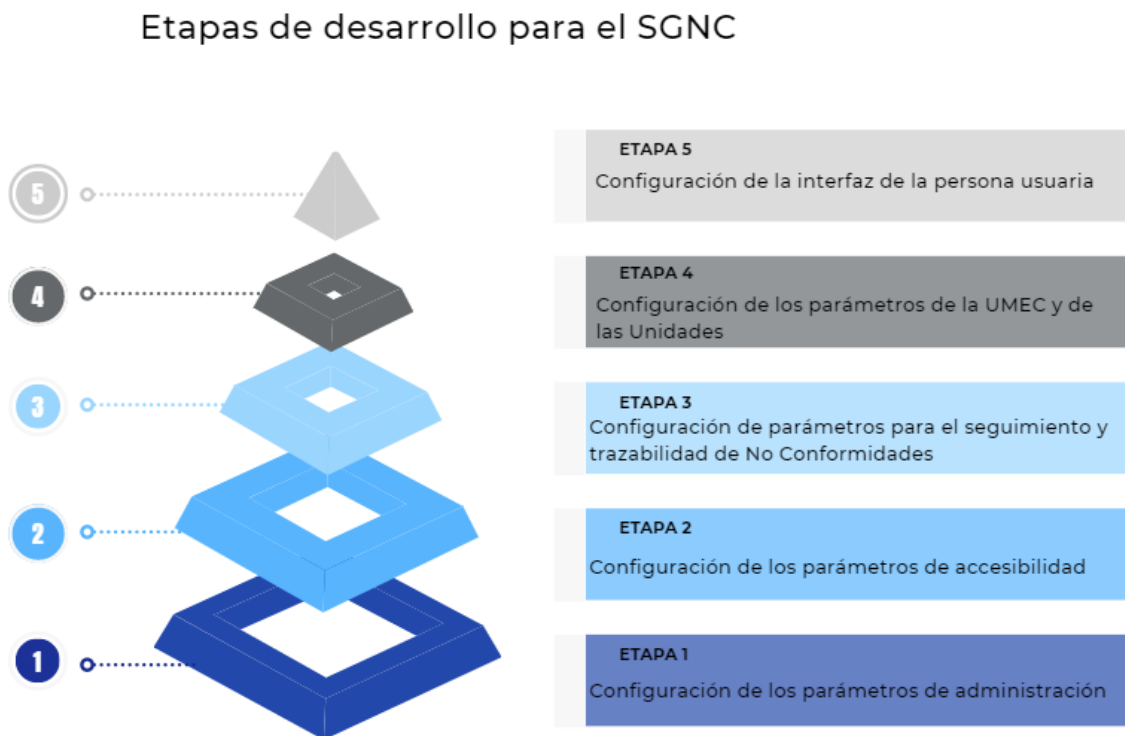 Etapas de desarrollo para el SGNC
5
ETAPA 5
Configuración de la interfaz de la persona usuaria
4
ETAPA 4
Configuración de los parámetros de la UMEC y de
las Unidades
3
ETAPA 3
Configuración de parámetros para el seguimiento y
trazabilidad de No Conformidades
2
ETAPA 2
Configuración de los parámetros de accesibilidad
1
ETAPA 1
Configuración de los parámetros de administración